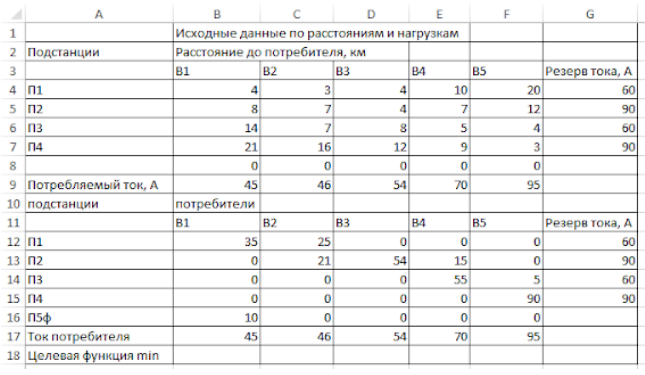 A B C D E F G
1 Исходные данные по расстояниям и нагрузкам
2 Подстанции Расстояние до потребителя, км
3 В1 В2 В3 В4 В5 Резерв тока, А
4 П1 4 3 4 10 20 60
5 П2 8 7 4 7 12 90
6 П3 14 7 8 5 4 60
7 П4 21 16 12 9 3 90
8 0 0 0 0 0
9 Потребляемый ток, А 45 46 54 70 95
10 подстанции потребители
11 В1 В2 В3 В4 В5 Резерв тока, А
12 П1 35 25 0 0 0 60
13 П2 0 21 54 15 0 90
14 П3 0 0 0 55 5 60
15 П4 0 0 0 0 90 90
16 П5ф 10 0 0 0 0
17 Ток потребителя 45 46 54 70 95
18 Целевая функция min